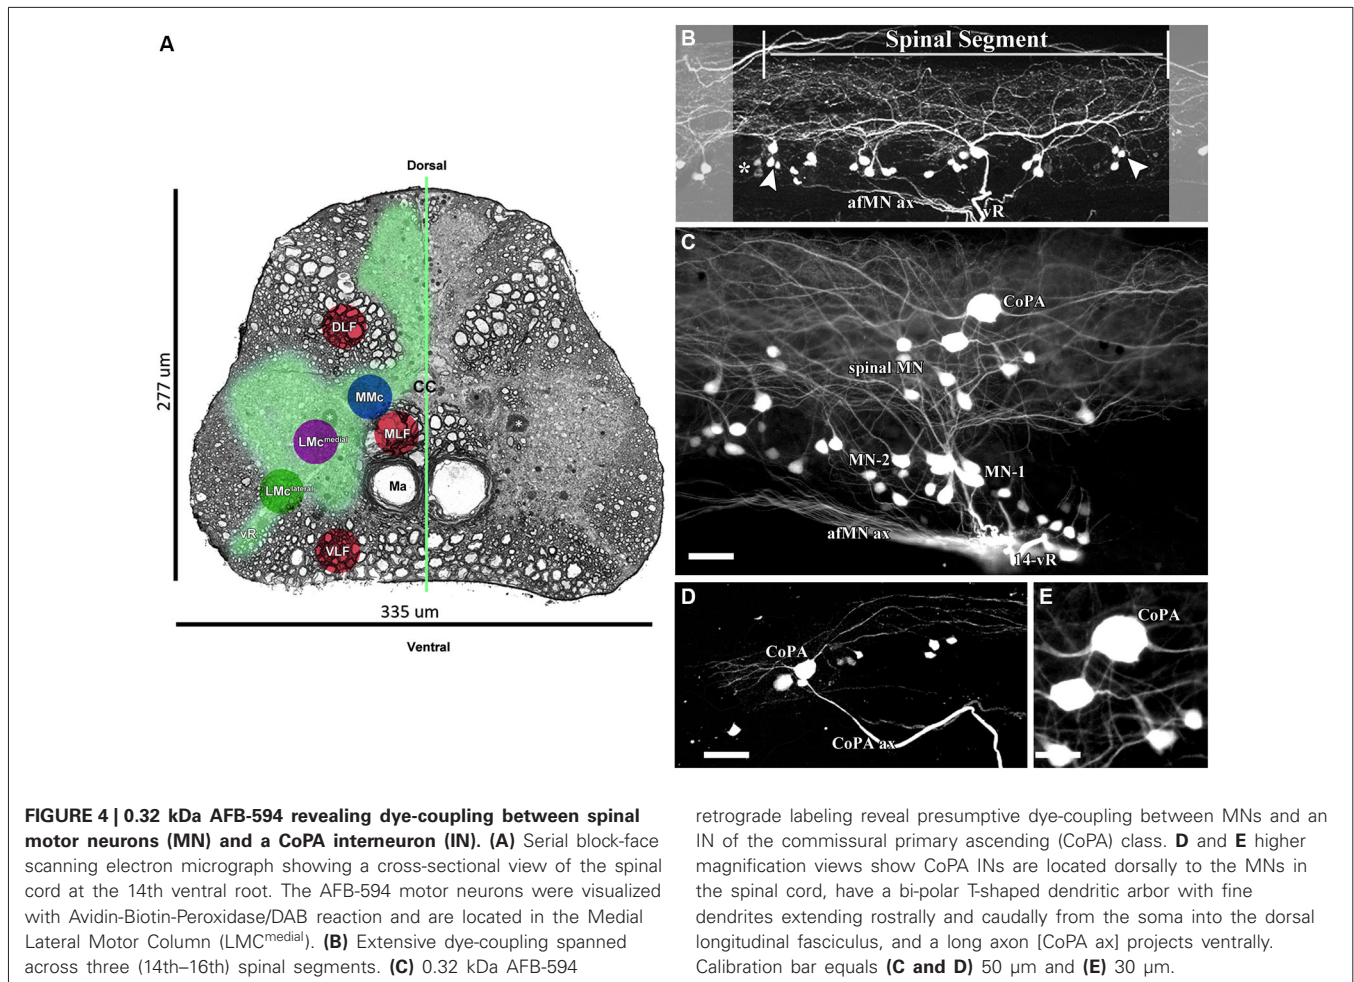 A
Dorsal
277 um
DLF
CC
MMc
MLF
LMc medial
Ma
LMc lateral
vR
VLF
*
335 um
Ventral
B
Spinal Segment
*
afMN ax
vR
C
CoPA
spinal MN
MN-2
MN-1
afMN ax
14-vR
D
CoPA
CoPA ax
E
CoPA
FIGURE 4 | 0.32 kDa AFB-594 revealing dye-coupling between spinal
motor neurons (MN) and a CoPA interneuron (IN). (A) Serial block-face
scanning electron micrograph showing a cross-sectional view of the spinal
cord at the 14th ventral root. The AFB-594 motor neurons were visualized
with Avidin-Biotin-Peroxidase/DAB reaction and are located in the Medial
Lateral Motor Column (LMCmedial). (B) Extensive dye-coupling spanned
across three (14th–16th) spinal segments. (C) 0.32 kDa AFB-594
retrograde labeling reveal presumptive dye-coupling between MNs and an
IN of the commissural primary ascending (CoPA) class. D and E higher
magnification views show CoPA INs are located dorsally to the MNs in
the spinal cord, have a bi-polar T-shaped dendritic arbor with fine
dendrites extending rostrally and caudally from the soma into the dorsal
longitudinal fasciculus, and a long axon [CoPA ax] projects ventrally.
Calibration bar equals (C and D) 50 μm and (E) 30 μm.